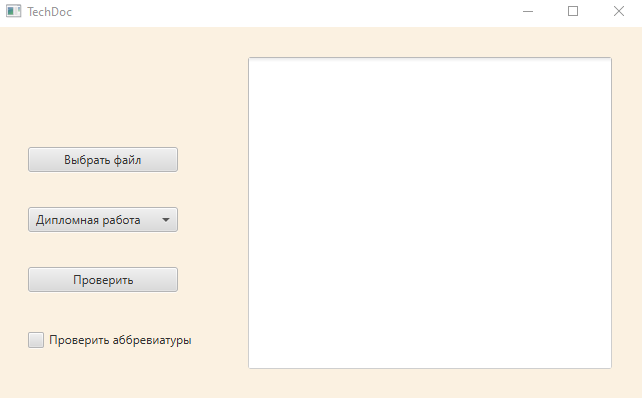 TechDoc
Выбрать файл
Дипломная работа
Проверить
Проверить аббревиатуры